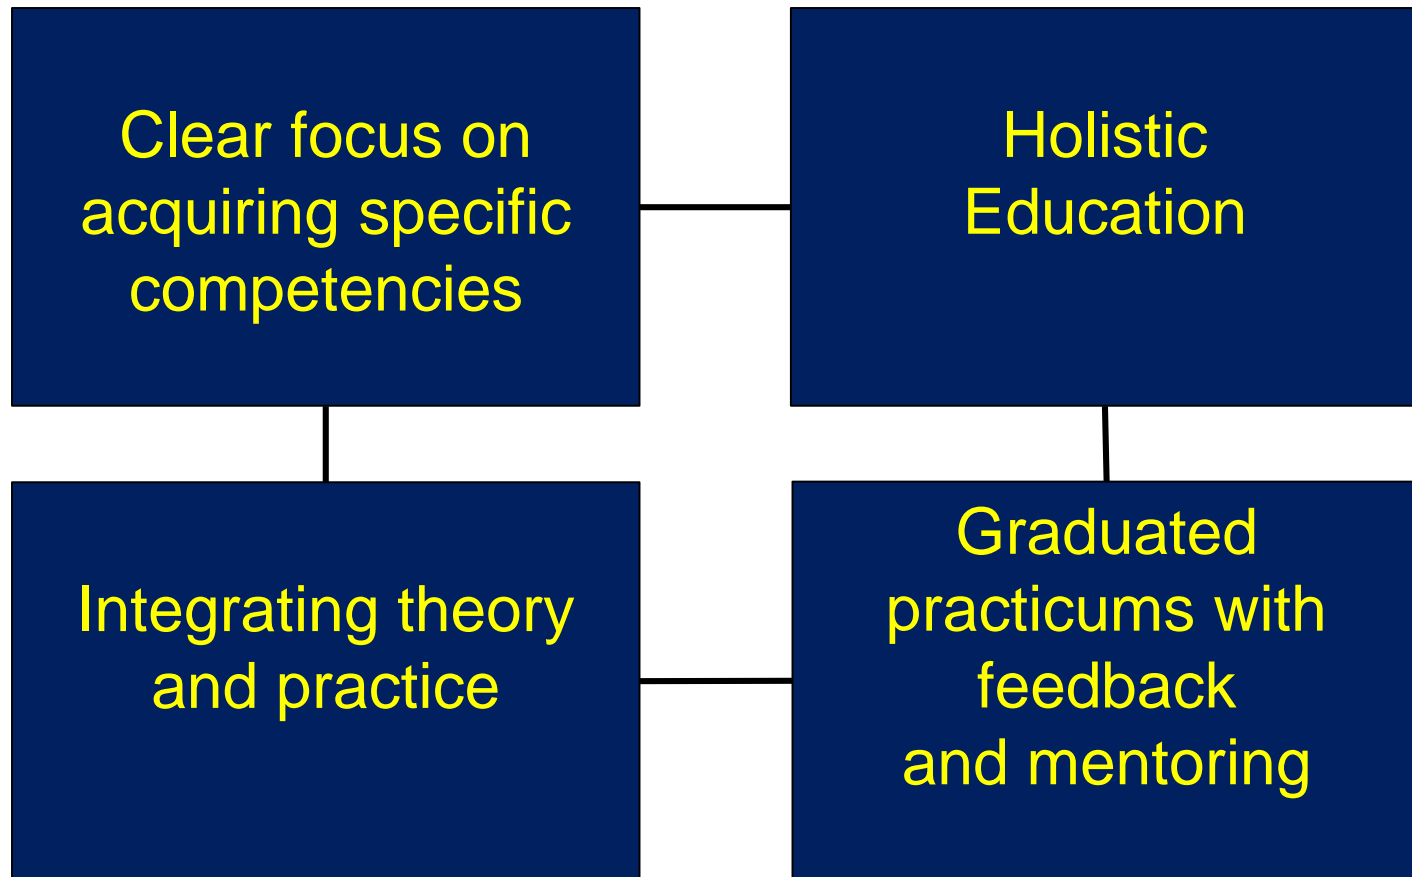 Clear focus on
acquiring specific
competencies
Holistic
Education
Integrating theory
and practice
Graduated
practicums with
feedback
and mentoring